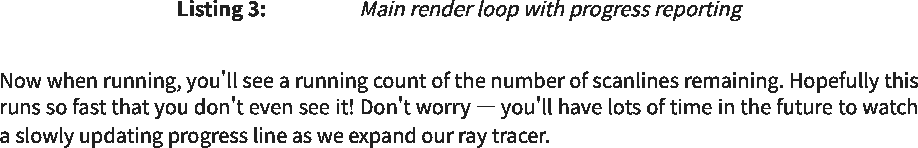 Listing 3: Main render loop with progress reporting
Now when running, you'll see a running count of the number of scanlines remaining. Hopefully this
runs so fast that you don't even see it! Don't worry — you'll have lots of time in the future to watch
a slowly updating progress line as we expand our ray tracer.